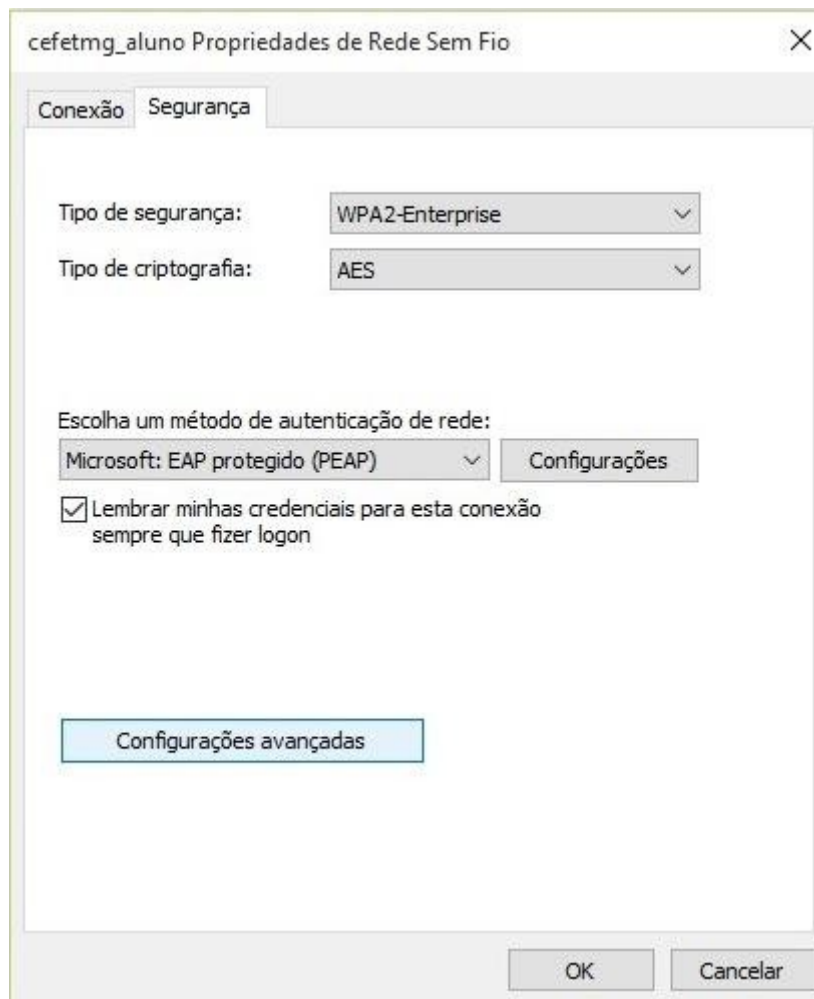 cefetmg_aluno Propriedades de Rede Sem Fio
Conexão Segurança
Tipo de segurança: WPA2-Enterprise
Tipo de criptografia: AES
Escolha um método de autenticação de rede:
Microsoft: EAP protegido (PEAP) Configurações
Lembrar minhas credenciais para esta conexão
sempre que fizer logon
Configurações avançadas
OK Cancelar